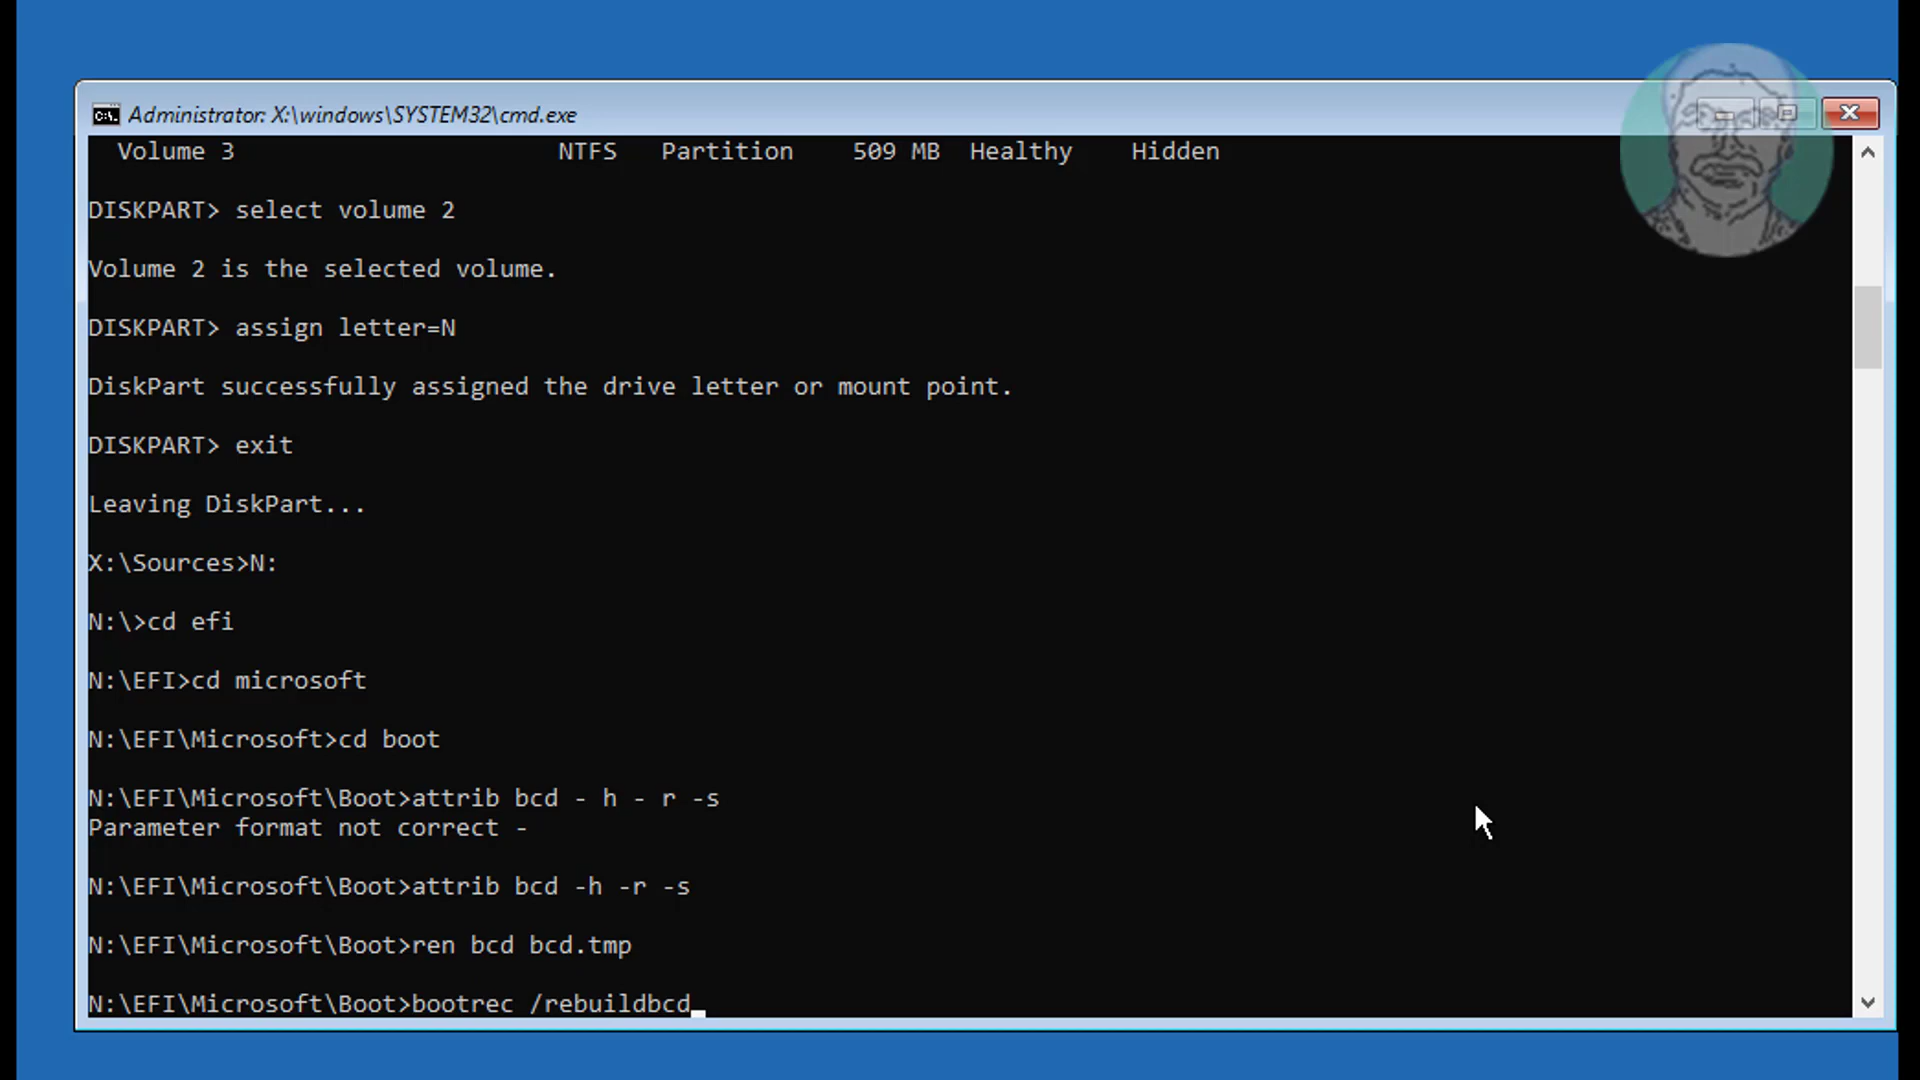 Administrator: X:\windows\SYSTEM32\cmd.exe
Volume 3 NTFS Partition 509 MB Healthy Hidden
DISKPART> select volume 2
Volume 2 is the selected volume.
DISKPART> assign letter=N
DiskPart successfully assigned the drive letter or mount point.
DISKPART> exit
Leaving DiskPart...
X:\Sources>N:
N:\>cd efi
N:\EFI>cd microsoft
N:\EFI\Microsoft>cd boot
N:\EFI\Microsoft\Boot>attrib bcd - h - r -s
Parameter format not correct -
N:\EFI\Microsoft\Boot>attrib bcd -h -r -s
N:\EFI\Microsoft\Boot>ren bcd bcd.tmp
N:\EFI\Microsoft\Boot>bootrec /rebuildbcd